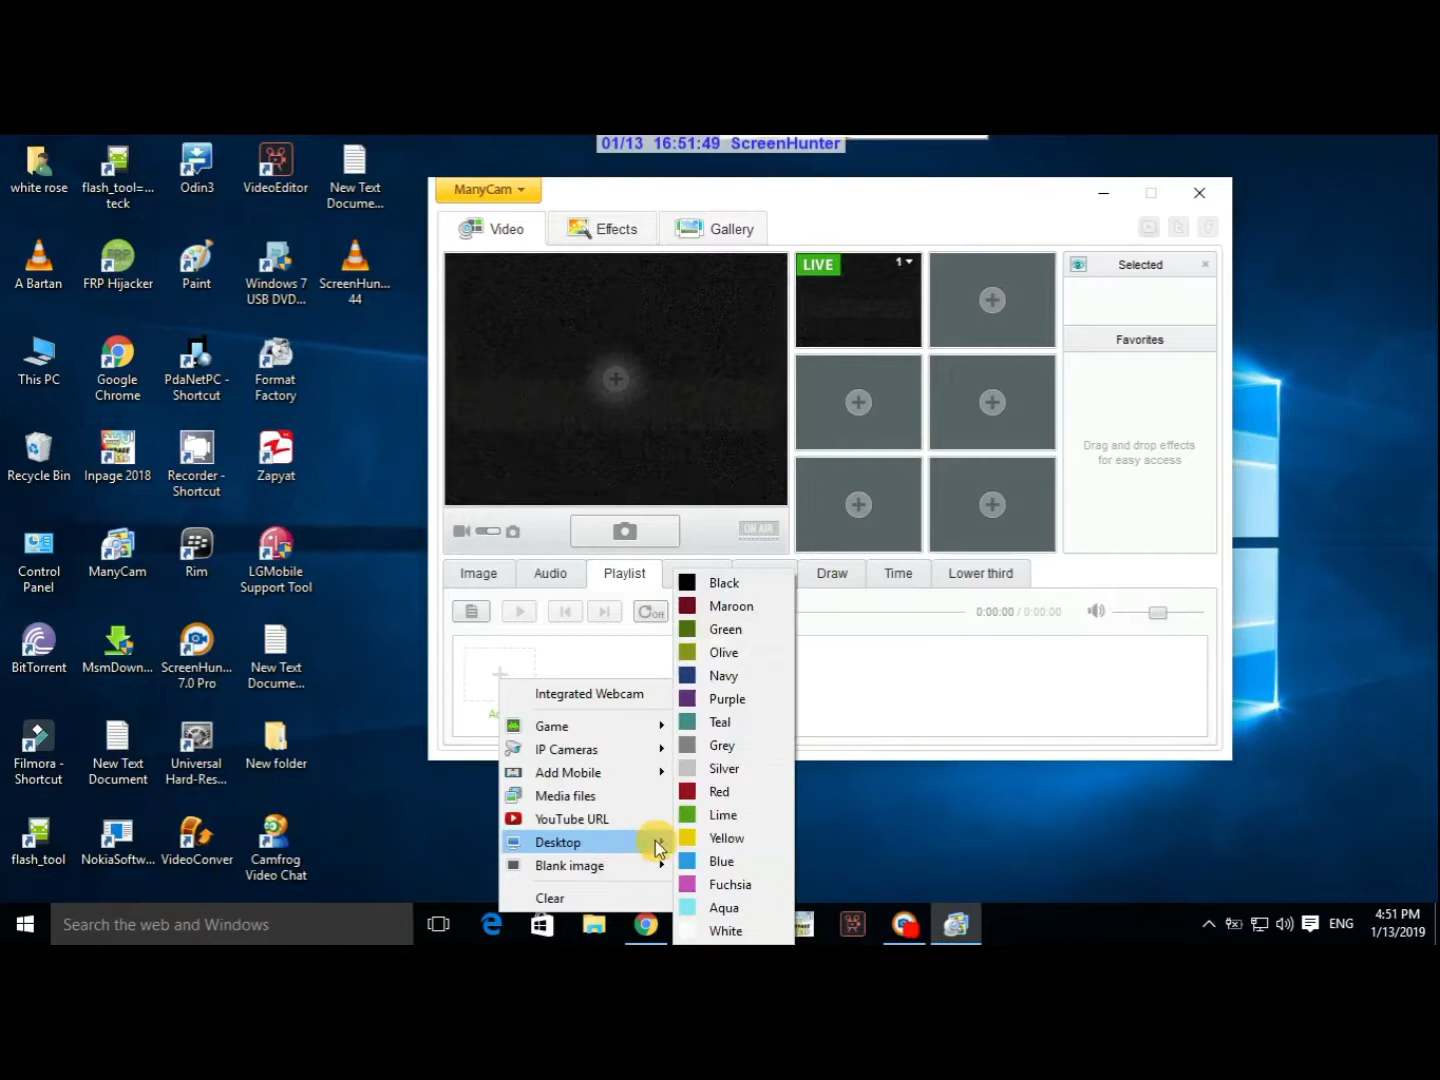 01/13 16:51:49 ScreenHunter
white rose
flash_tool=...
teck
Odin3
VideoEditor
New Text
Docume...
A Bartan
FRP Hijacker
Paint
Windows 7
USB DVD...
ScreenHun...
44
This PC
Google
Chrome
PdaNetPC -
Shortcut
Format
Factory
Recycle Bin
Inpage 2018
Recorder -
Shortcut
Zapyat
Control
Panel
ManyCam
Rim
LGMobile
Support Tool
BitTorrent
MsmDown...
ScreenHun...
7.0 Pro
New Text
Docume...
Filmora -
Shortcut
New Text
Document
Universal
Hard-Res...
New folder
flash_tool
NokiaSoftw...
VideoConver
Camfrog
Video Chat
ManyCam
Video
Effects
Gallery
LIVE
1
Selected
Favorites
Drag and drop effects
for easy access
ON AIR
Image
Audio
Playlist
Draw
Time
Lower third
Off
0:00:00 / 0:00:00
Integrated Webcam
Game
IP Cameras
Add Mobile
Media files
YouTube URL
Desktop
Blank image
Clear
Black
Maroon
Green
Olive
Navy
Purple
Teal
Grey
Silver
Red
Lime
Yellow
Blue
Fuchsia
Aqua
White
Search the web and Windows
ENG
4:51 PM
1/13/2019